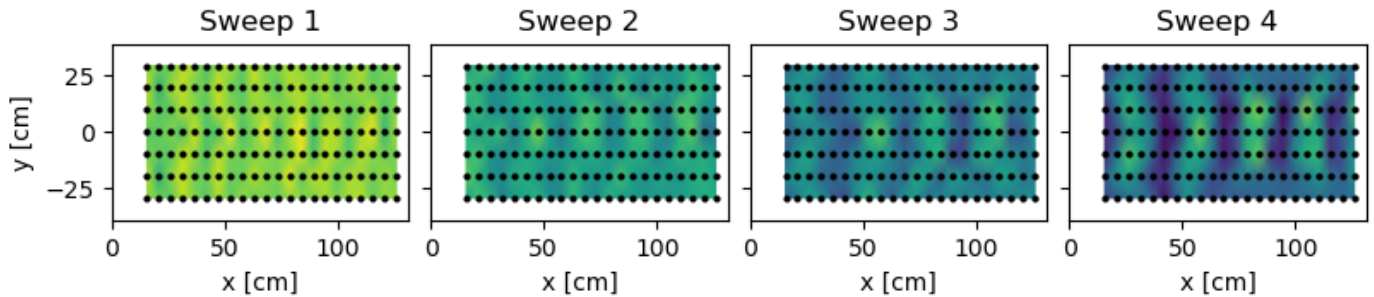 Sweep 1 Sweep 2 Sweep 3 Sweep 4
25
0
−25
y [cm]
0 50 100 0 50 100 0 50 100 0 50 100
x [cm] x [cm] x [cm] x [cm]